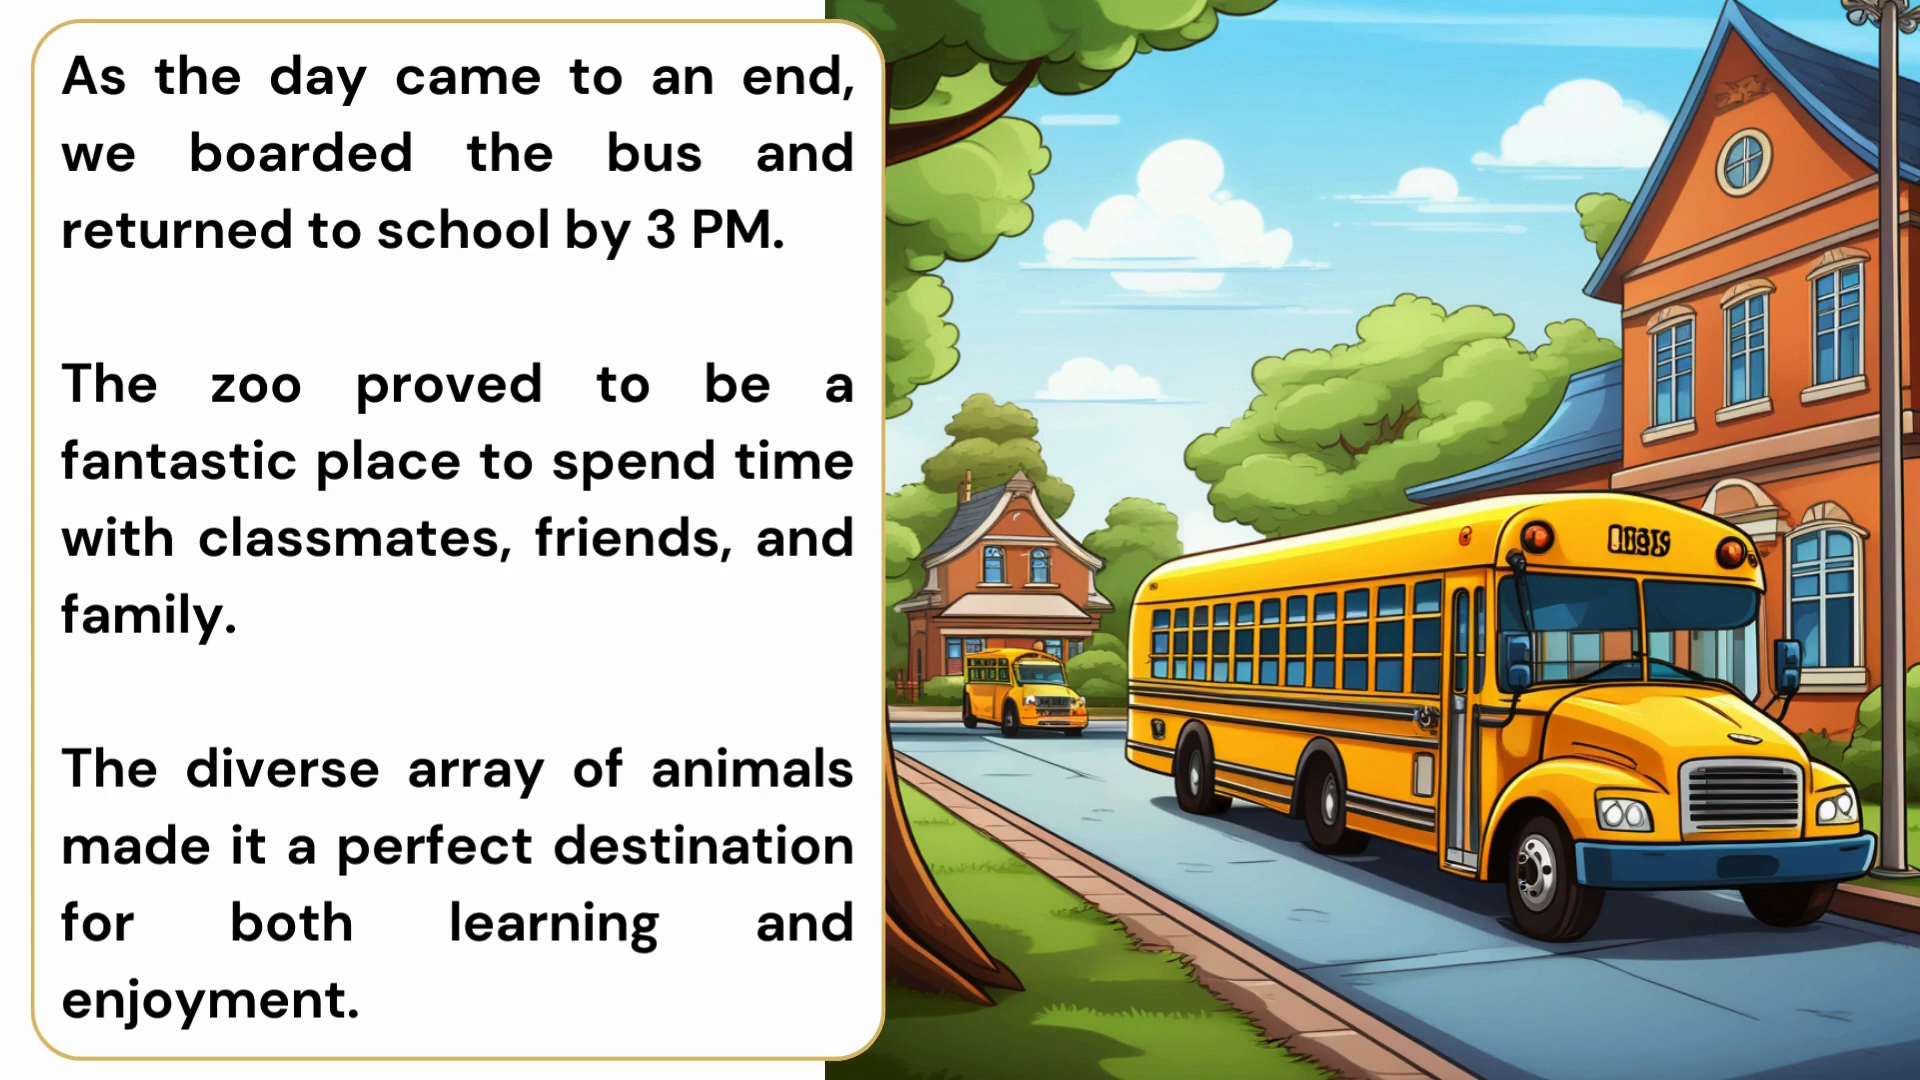 As the day came to an end,
we boarded the bus and
returned to school by 3 PM.
The zoo proved to be a
fantastic place to spend time
with classmates, friends, and
family.
The diverse array of animals
made it a perfect destination
for both learning and
enjoyment.